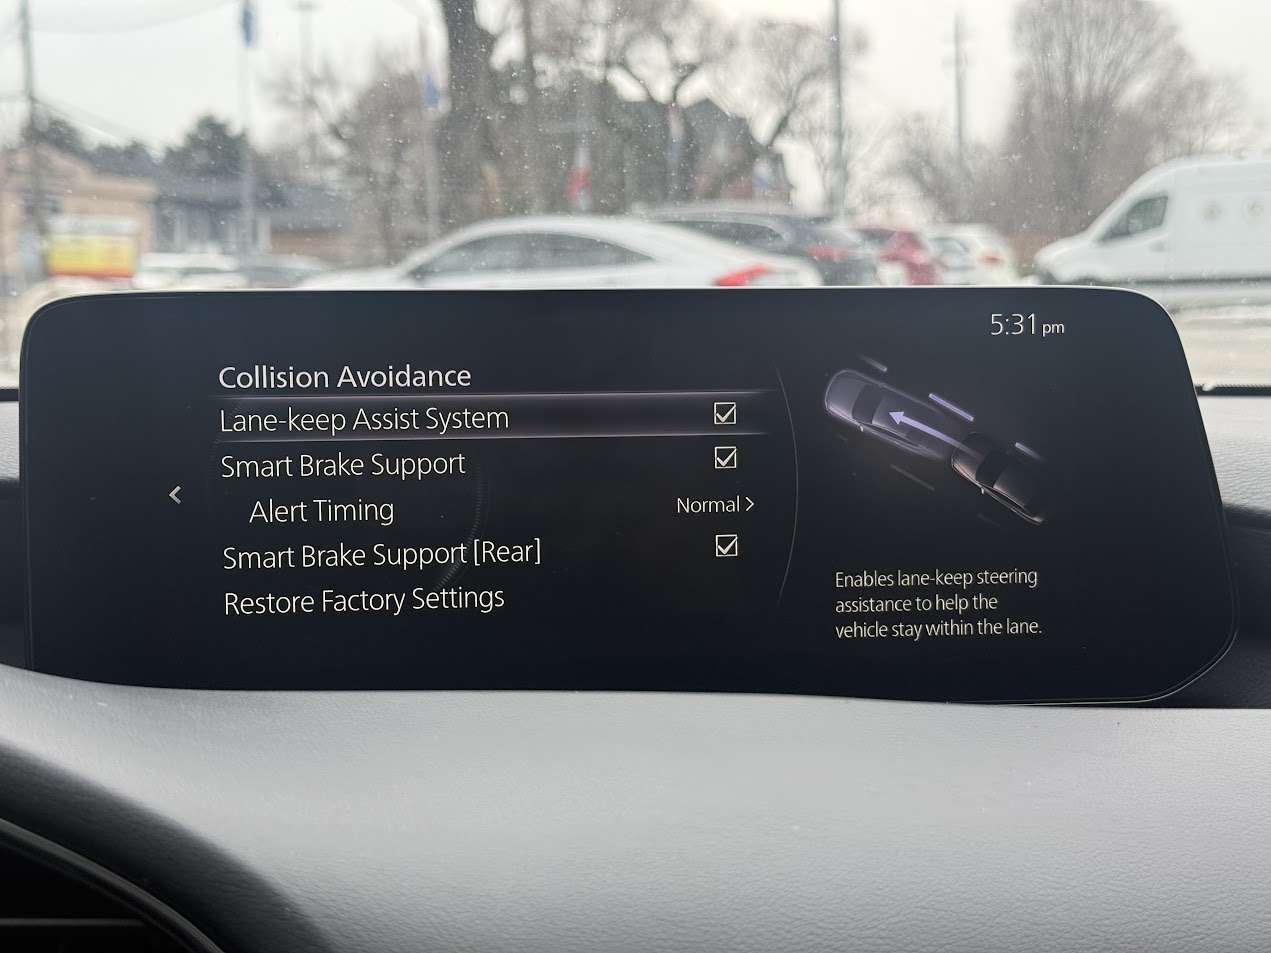 5:31 pm
Collision Avoidance
Lane-keep Assist System
Smart Brake Support
Alert Timing Normal >
Smart Brake Support [Rear]
Restore Factory Settings
Enables lane-keep steering
assistance to help the
vehicle stay within the lane.